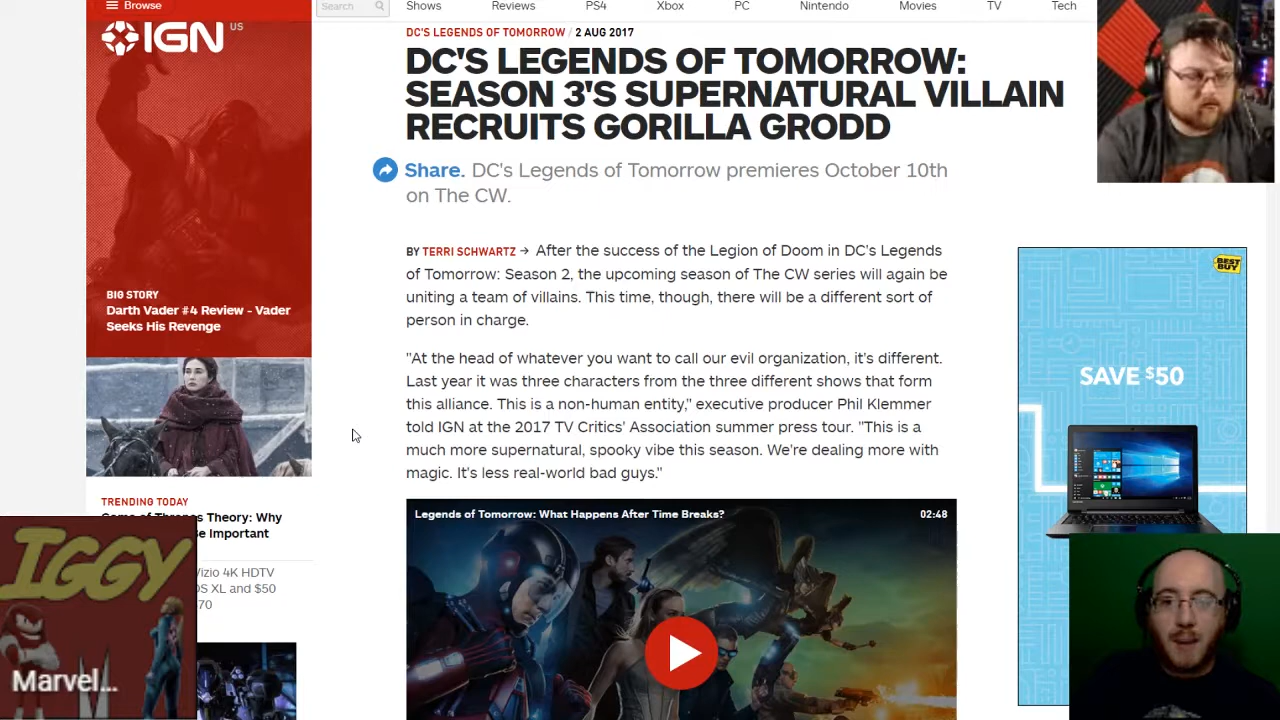 Browse
Search
Shows
Reviews
PS4
Xbox
PC
Nintendo
Movies
TV
Tech
IGN US
DC'S LEGENDS OF TOMORROW / 2 AUG 2017
DC'S LEGENDS OF TOMORROW:
SEASON 3'S SUPERNATURAL VILLAIN
RECRUITS GORILLA GRODD
Share. DC's Legends of Tomorrow premieres October 10th
on The CW.
BY TERRI SCHWARTZ → After the success of the Legion of Doom in DC's Legends
of Tomorrow: Season 2, the upcoming season of The CW series will again be
uniting a team of villains. This time, though, there will be a different sort of
person in charge.
"At the head of whatever you want to call our evil organization, it's different.
Last year it was three characters from the three different shows that form
this alliance. This is a non-human entity," executive producer Phil Klemmer
told IGN at the 2017 TV Critics' Association summer press tour. "This is a
much more supernatural, spooky vibe this season. We're dealing more with
magic. It's less real-world bad guys."
Legends of Tomorrow: What Happens After Time Breaks?
02:48
BIG STORY
Darth Vader #4 Review - Vader
Seeks His Revenge
TRENDING TODAY
Game of Thrones Theory: Why
Be Important
Vizio 4K HDTV
DS XL and $50
70
IGGY
Marvel...
BEST BUY
SAVE $50